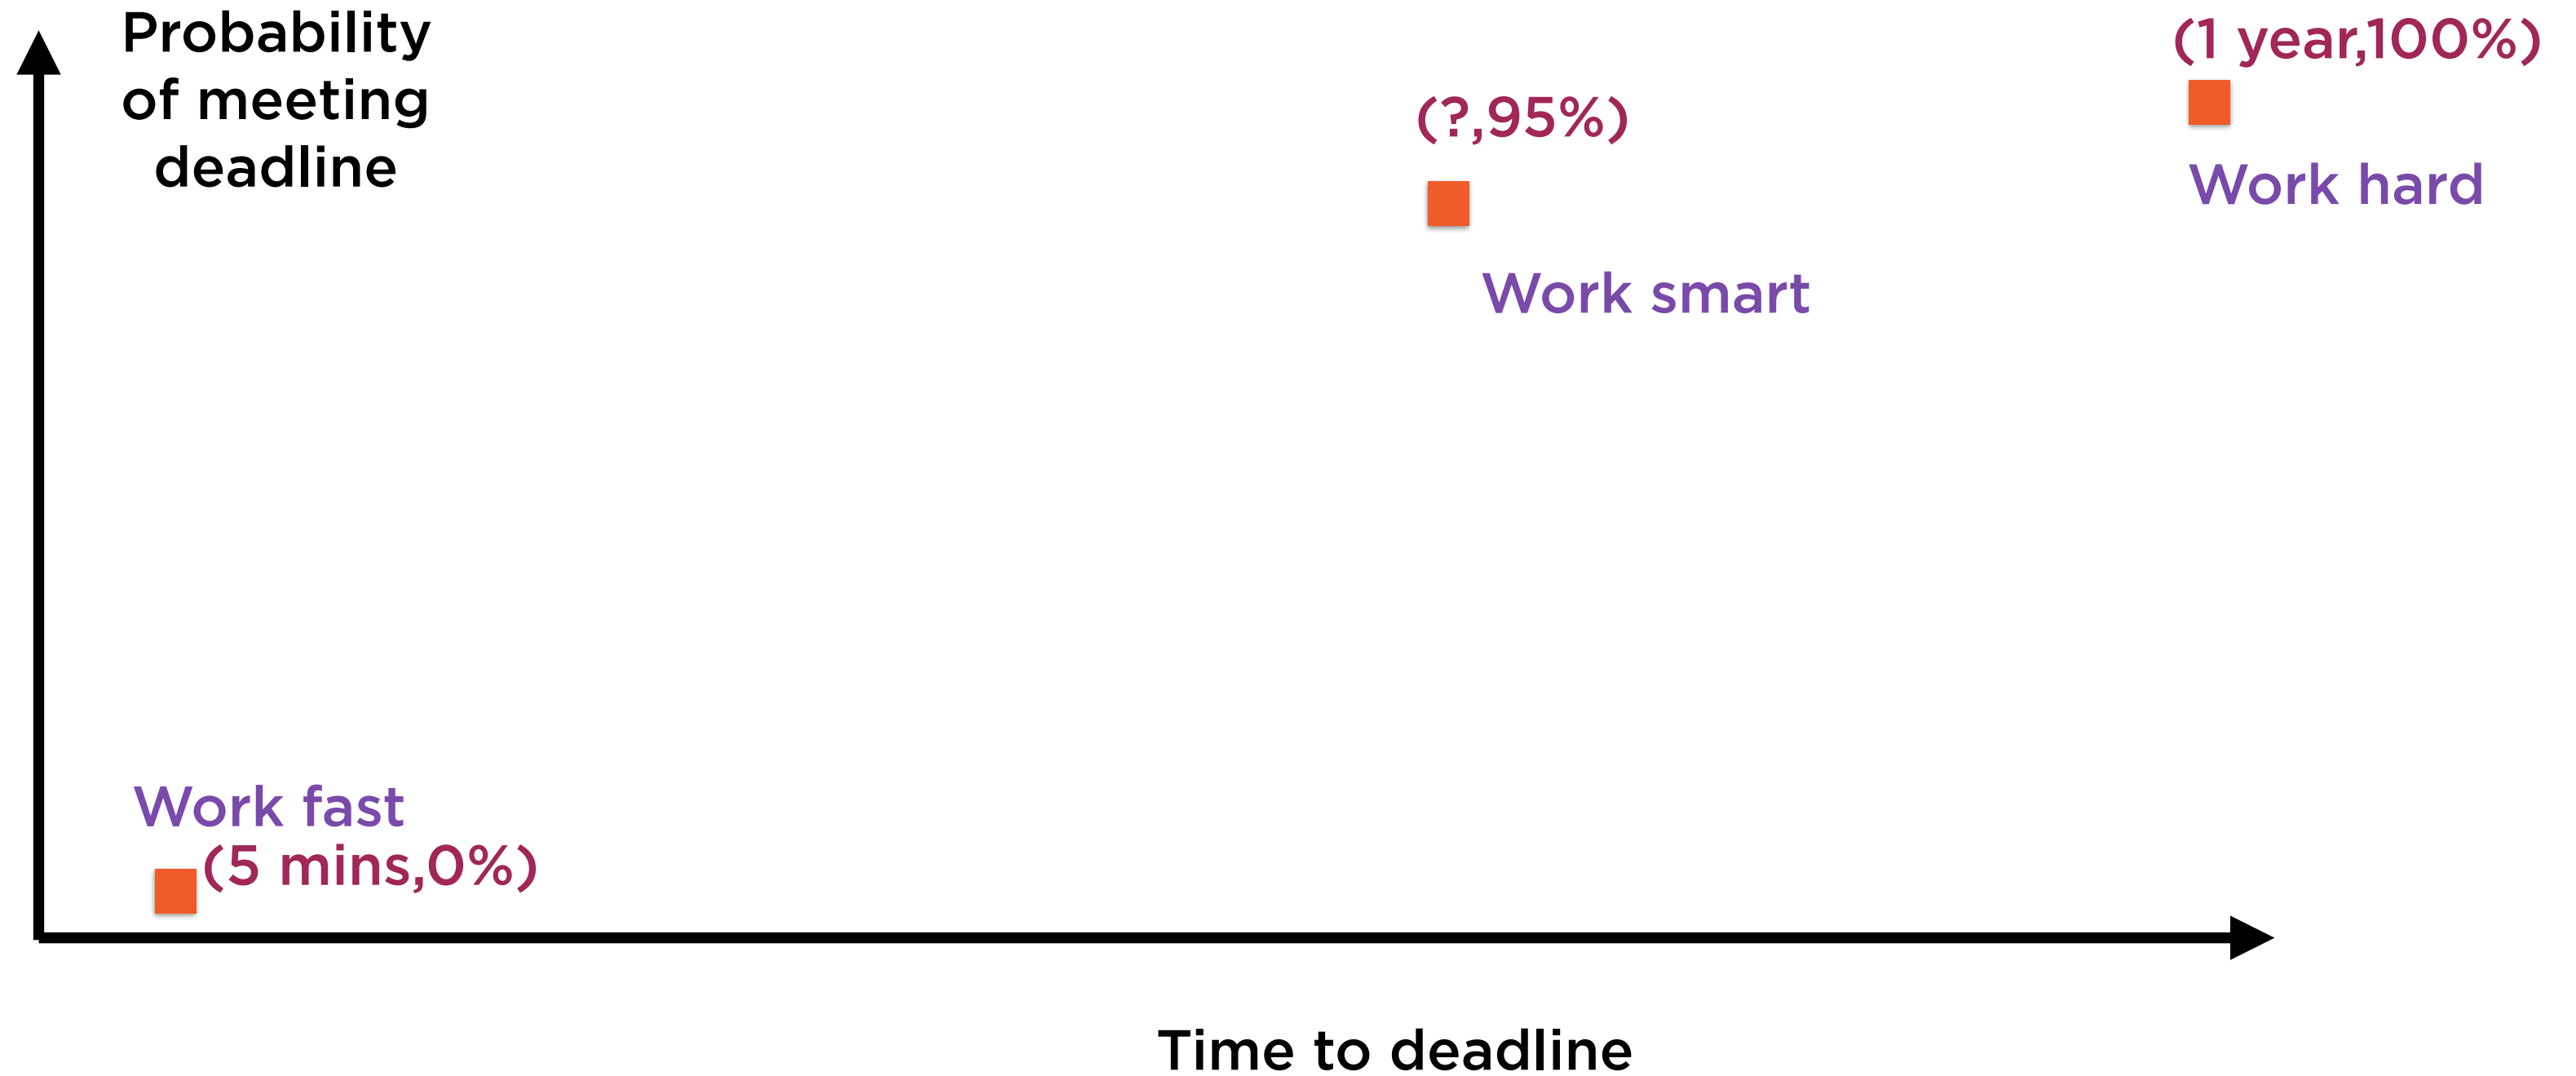 Probability
of meeting
deadline
(1 year,100%)
Work hard
(?,95%)
Work smart
Work fast
(5 mins,0%)
Time to deadline